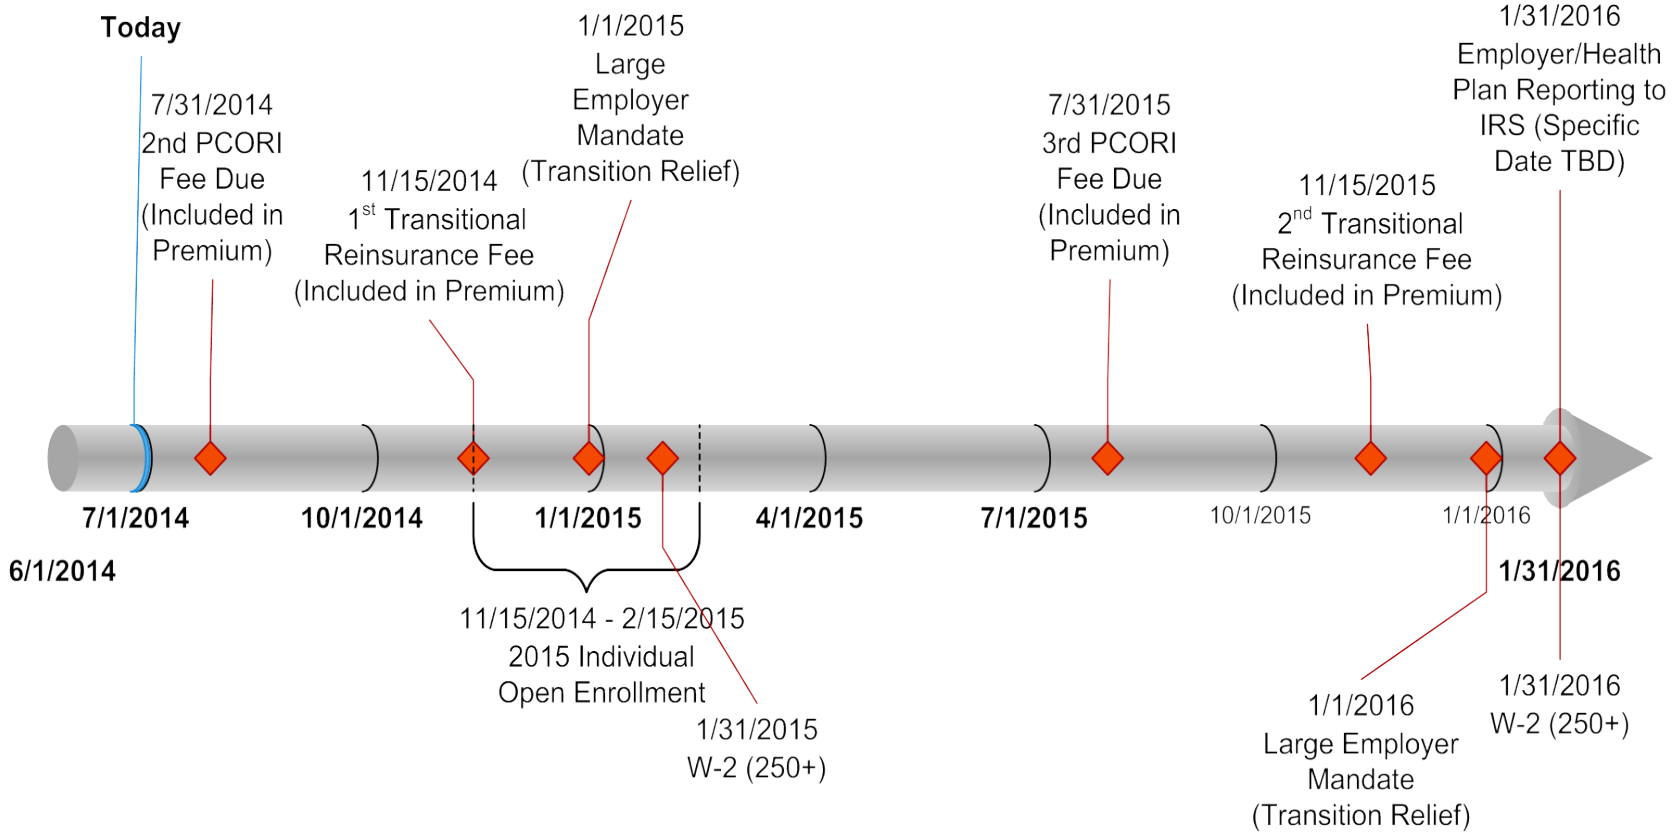 Today
7/31/2014
2nd PCORI
Fee Due
(Included in
Premium)
11/15/2014
1st Transitional
Reinsurance Fee
(Included in Premium)
1/1/2015
Large
Employer
Mandate
(Transition Relief)
7/31/2015
3rd PCORI
Fee Due
(Included in
Premium)
11/15/2015
2nd Transitional
Reinsurance Fee
(Included in Premium)
1/31/2016
Employer/Health
Plan Reporting to
IRS (Specific
Date TBD)
7/1/2014
10/1/2014
1/1/2015
4/1/2015
7/1/2015
10/1/2015
1/1/2016
6/1/2014
1/31/2016
11/15/2014 - 2/15/2015
2015 Individual
Open Enrollment
1/31/2015
W-2 (250+)
1/1/2016
Large Employer
Mandate
(Transition Relief)
1/31/2016
W-2 (250+)